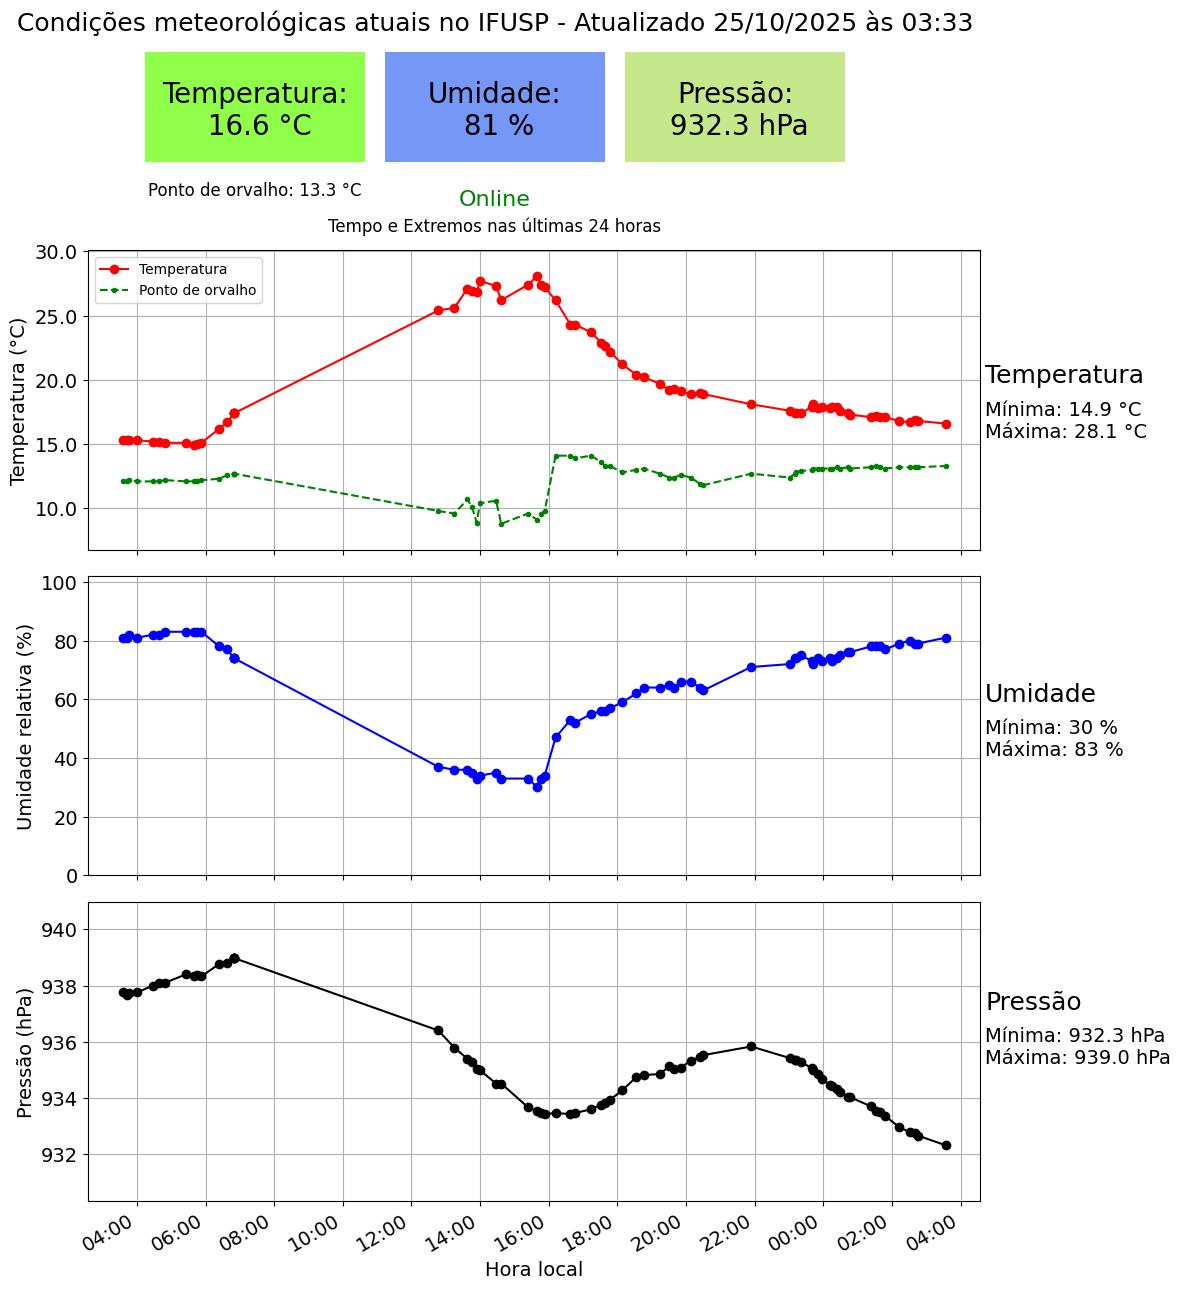 Condições meteorológicas atuais no IFUSP - Atualizado 25/10/2025 às 03:33
Temperatura:
16.6 °C
Umidade:
81 %
Pressão:
932.3 hPa
Ponto de orvalho: 13.3 °C
Online
Tempo e Extremos nas últimas 24 horas
30.0
25.0
20.0
15.0
10.0
Temperatura (°C)
Temperatura
Ponto de orvalho
Temperatura
Mínima: 14.9 °C
Máxima: 28.1 °C
100
80
60
40
20
0
Umidade relativa (%)
Umidade
Mínima: 30 %
Máxima: 83 %
940
938
936
934
932
Pressão (hPa)
Pressão
Mínima: 932.3 hPa
Máxima: 939.0 hPa
04:00 06:00 08:00 10:00 12:00 14:00 16:00 18:00 20:00 22:00 00:00 02:00 04:00
Hora local